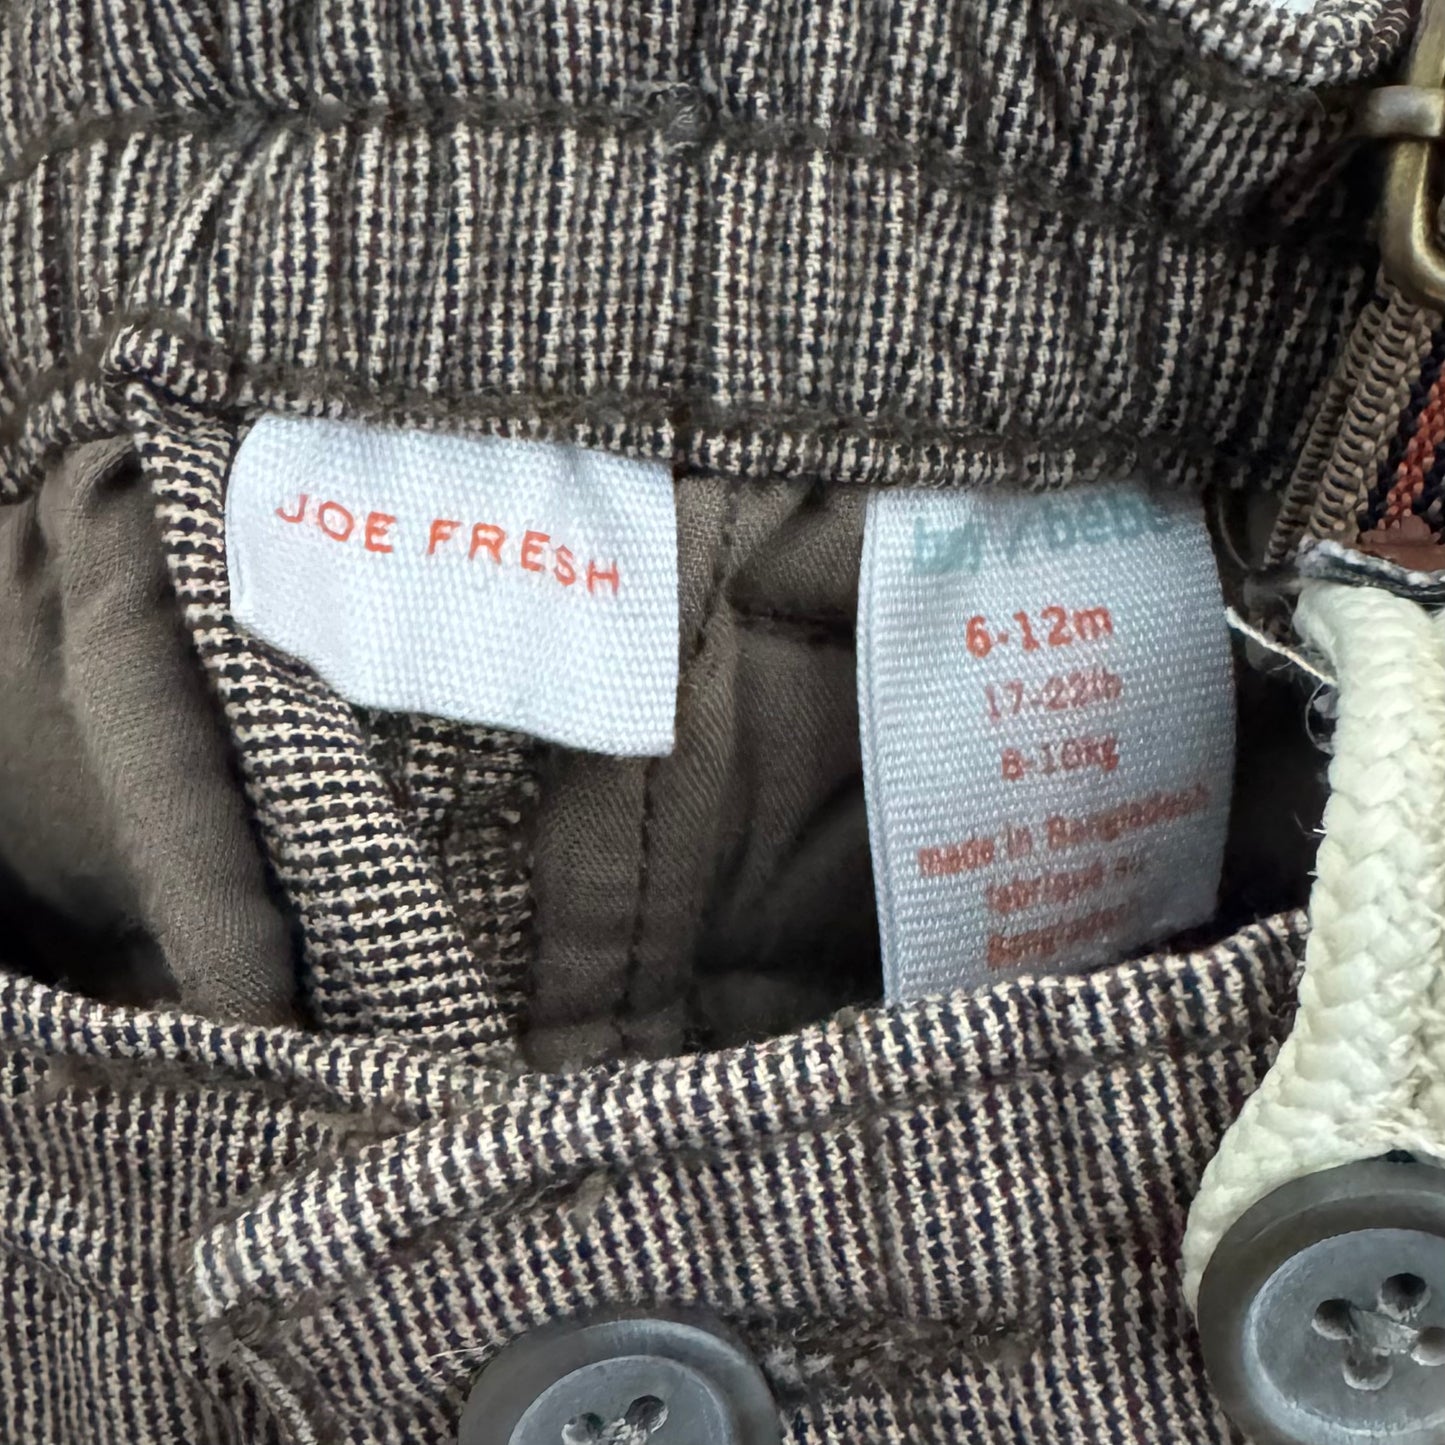 JOE FRESH
6-12m
17-22lb
8-10kg
made in Bangladesh
fabriqué au
Bangladesh